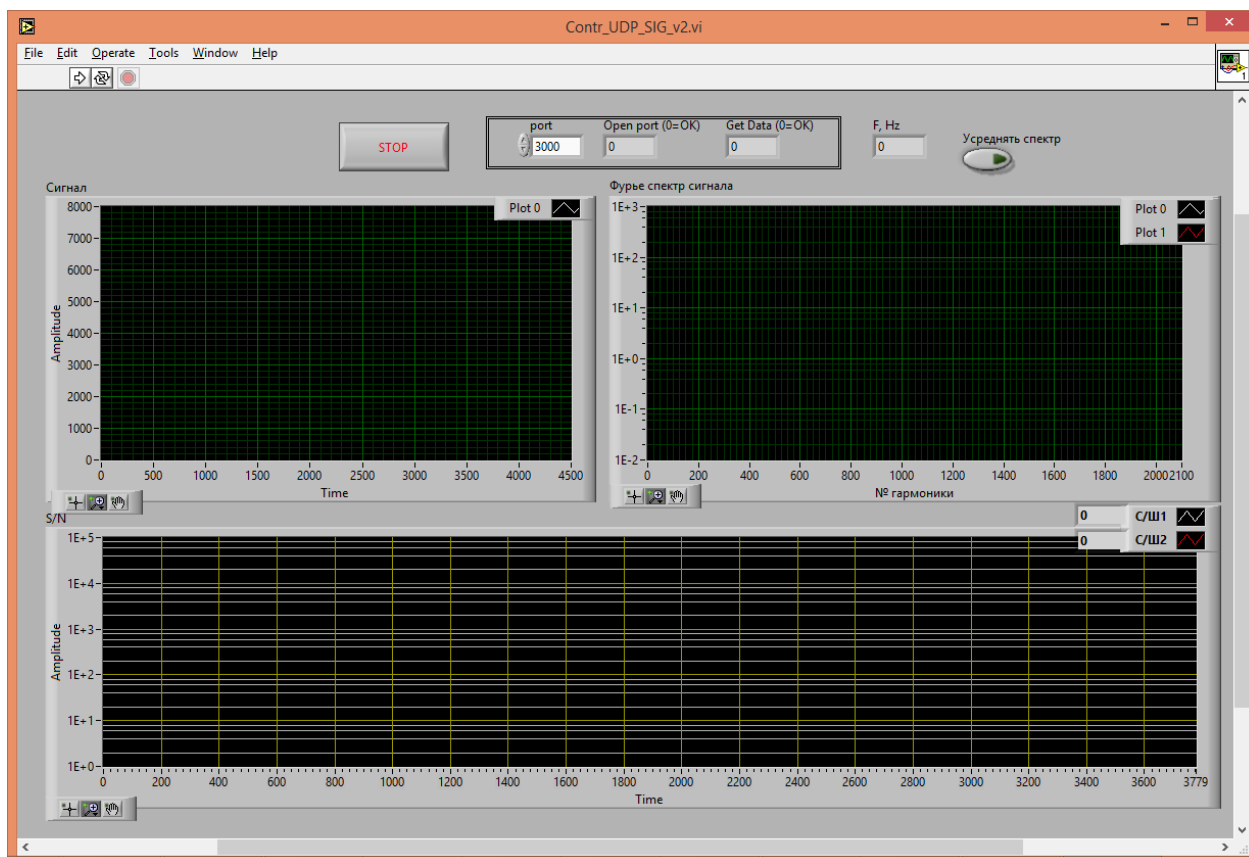 Contr_UDP_SIG_v2.vi
File Edit Operate Tools Window Help
1
STOP
port Open port (0=OK) Get Data (0=OK) F, Hz
3000 0 0 0
Усреднять спектр
Сигнал
Plot 0
8000
7000
6000
5000
4000
3000
2000
1000
0
Amplitude
0 500 1000 1500 2000 2500 3000 3500 4000 4500
Time
Фурье спектр сигнала
Plot 0
Plot 1
1E+3
1E+2
1E+1
1E+0
1E-1
1E-2
0 200 400 600 800 1000 1200 1400 1600 1800 2000 2100
№ гармоники
S/N
0 С/Ш1
0 С/Ш2
1E+5
1E+4
1E+3
1E+2
1E+1
1E+0
Amplitude
0 200 400 600 800 1000 1200 1400 1600 1800 2000 2200 2400 2600 2800 3000 3200 3400 3600 3779
Time